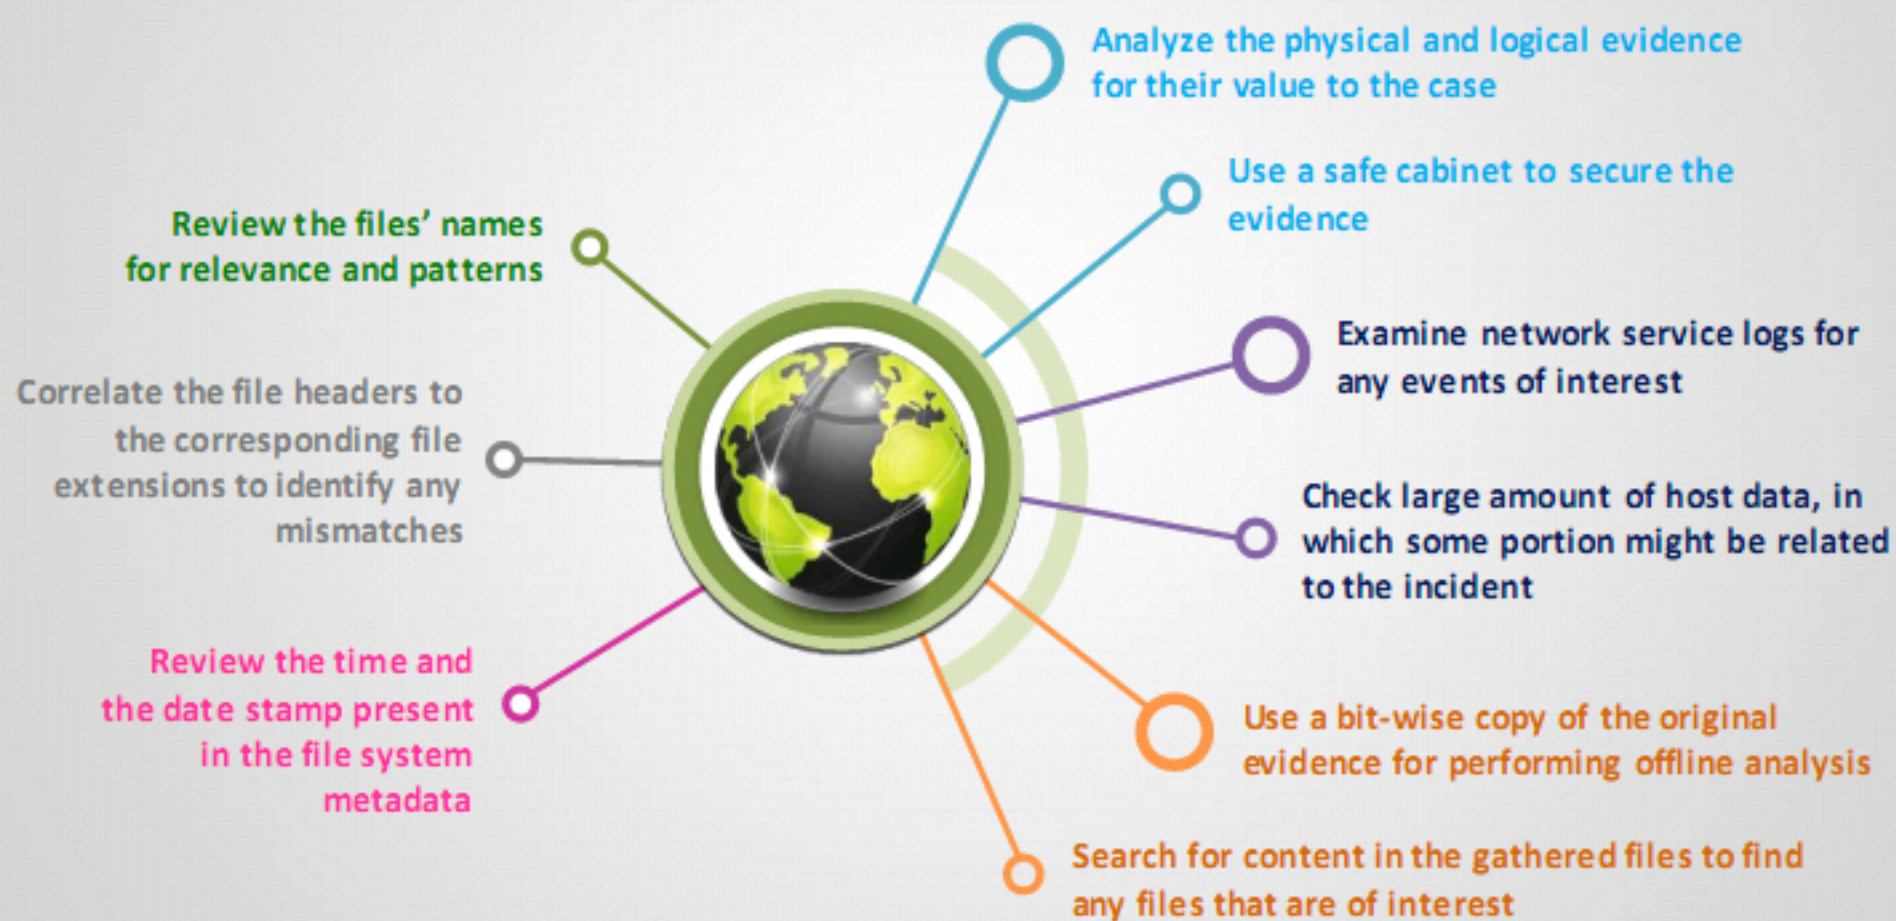 Analyze the physical and logical evidence
for their value to the case
Use a safe cabinet to secure the
evidence
Examine network service logs for
any events of interest
Check large amount of host data, in
which some portion might be related
to the incident
Use a bit-wise copy of the original
evidence for performing offline analysis
Search for content in the gathered files to find
any files that are of interest
Review the files’ names
for relevance and patterns
Correlate the file headers to
the corresponding file
extensions to identify any
mismatches
Review the time and
the date stamp present
in the file system
metadata